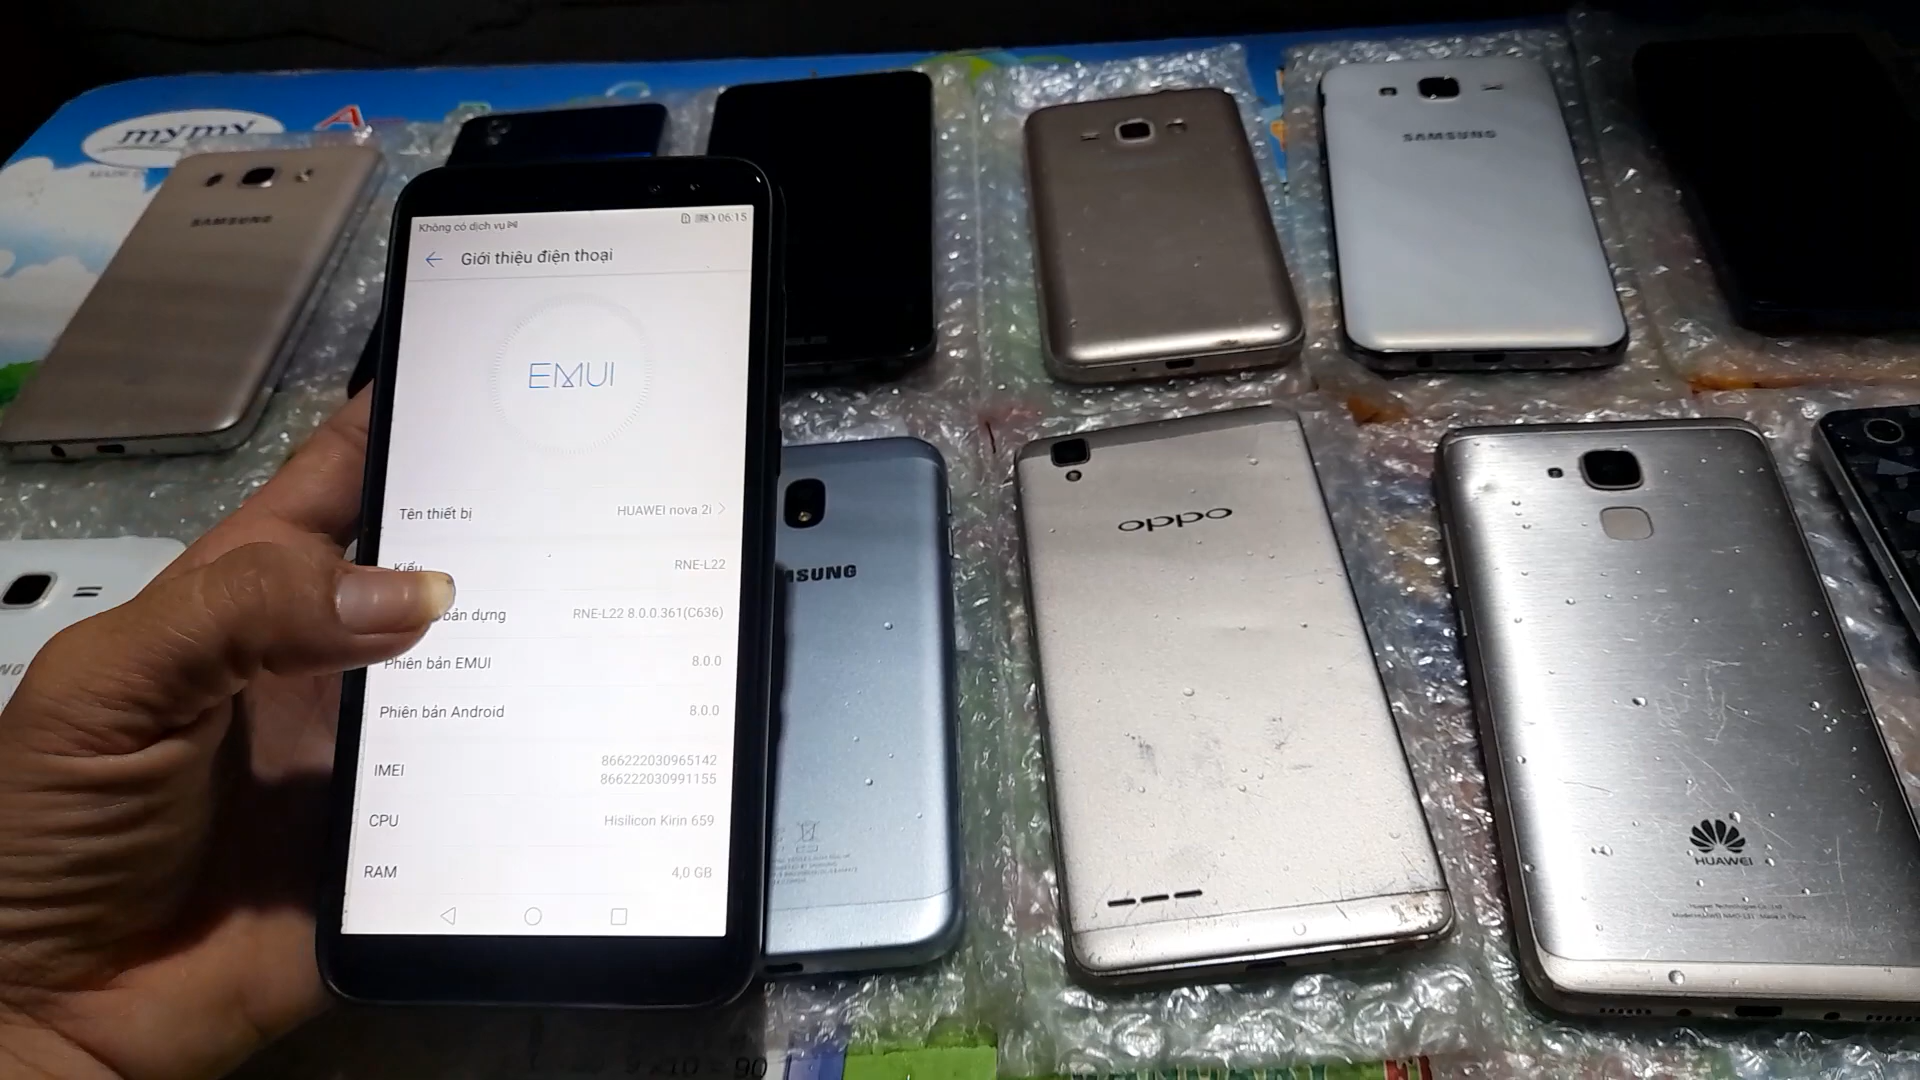 mymy
A
SAMSUNG
SAMSUNG
Không có dịch vụ
06:15
Giới thiệu điện thoại
EMUI
Tên thiết bị
HUAWEI nova 2i
Kiểu
RNE-L22
bản dựng
RNE-L22 8.0.0.361(C636)
Phiên bản EMUI
8.0.0
Phiên bản Android
8.0.0
IMEI
866222030965142
866222030991155
CPU
Hisilicon Kirin 659
RAM
4,0 GB
SUNG
oppo
HUAWEI
NG
9x10 = 90